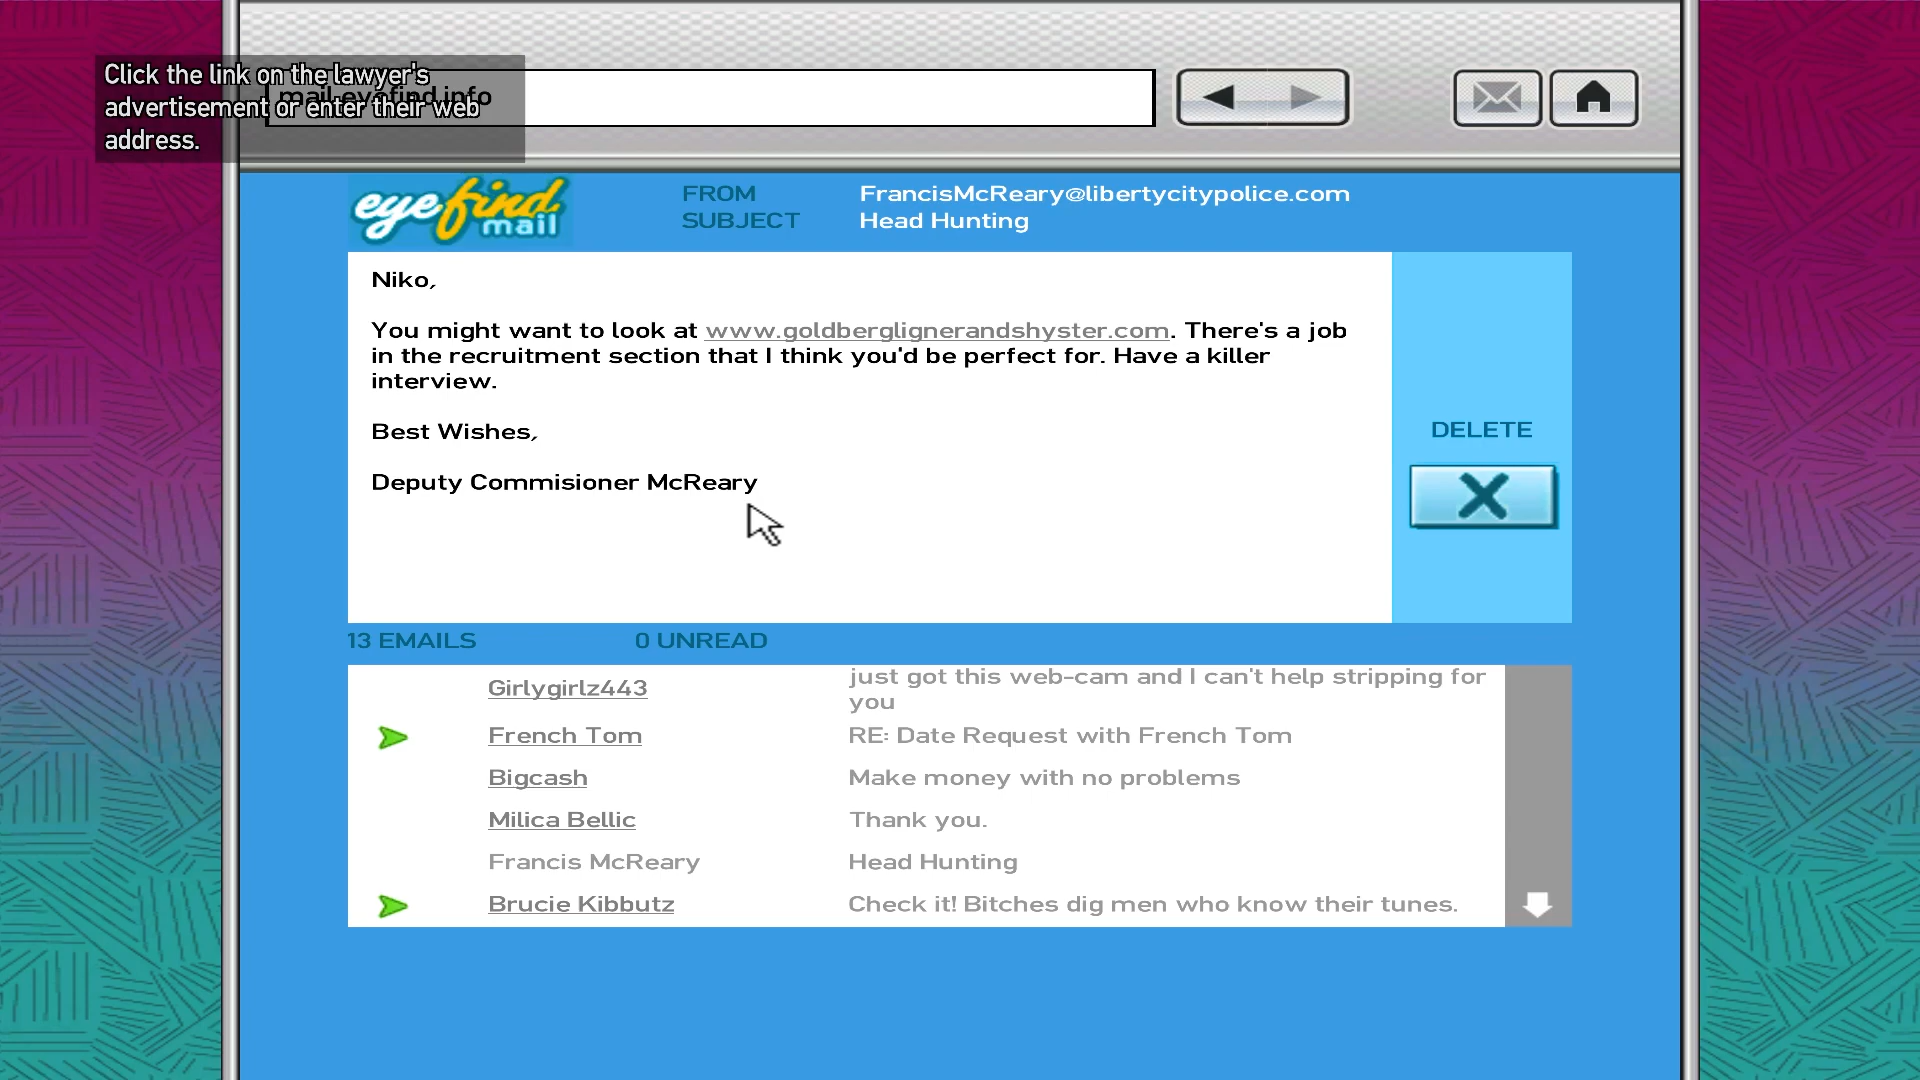 Click the link on the lawyer's
advertisement or enter their web
address.
mail.eyefind.info
eyefind
mail
FROM FrancisMcReary@libertycitypolice.com
SUBJECT Head Hunting
Niko,
You might want to look at www.goldberglignerandshyster.com. There's a job
in the recruitment section that I think you'd be perfect for. Have a killer
interview.
Best Wishes,
Deputy Commisioner McReary
DELETE
13 EMAILS 0 UNREAD
Girlygirlz443 just got this web-cam and I can't help stripping for
you
French Tom RE: Date Request with French Tom
Bigcash Make money with no problems
Milica Bellic Thank you.
Francis McReary Head Hunting
Brucie Kibbutz Check it! Bitches dig men who know their tunes.